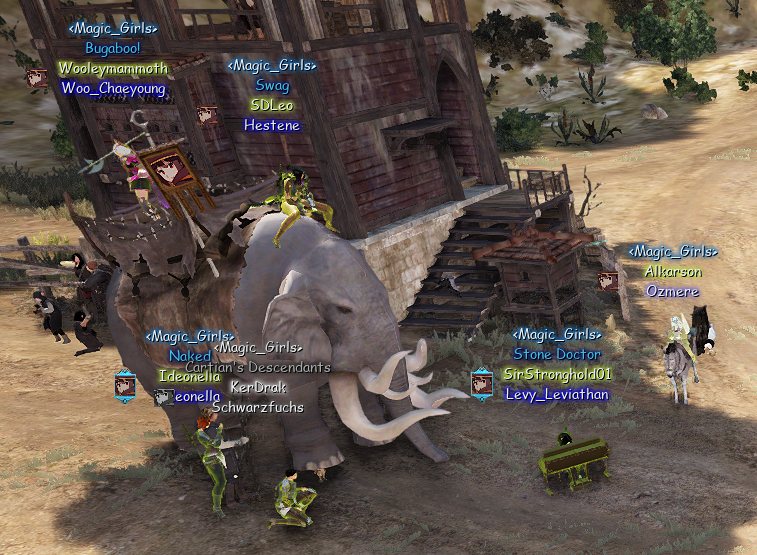 <Magic_Girls>
Bugaboo!
Wooleymammoth
Woo_Chaeyoung
<Magic_Girls>
Swag
SDLeo
Hestene
<Magic_Girls>
Alkarson
Ozmere
<Magic_Girls>
Naked
Ideonella
eonella
<Magic_Girls>
Cartian's Descendants
KerDrak
Schwarzfuchs
<Magic_Girls>
Stone Doctor
SirStronghold01
Levy_Leviathan